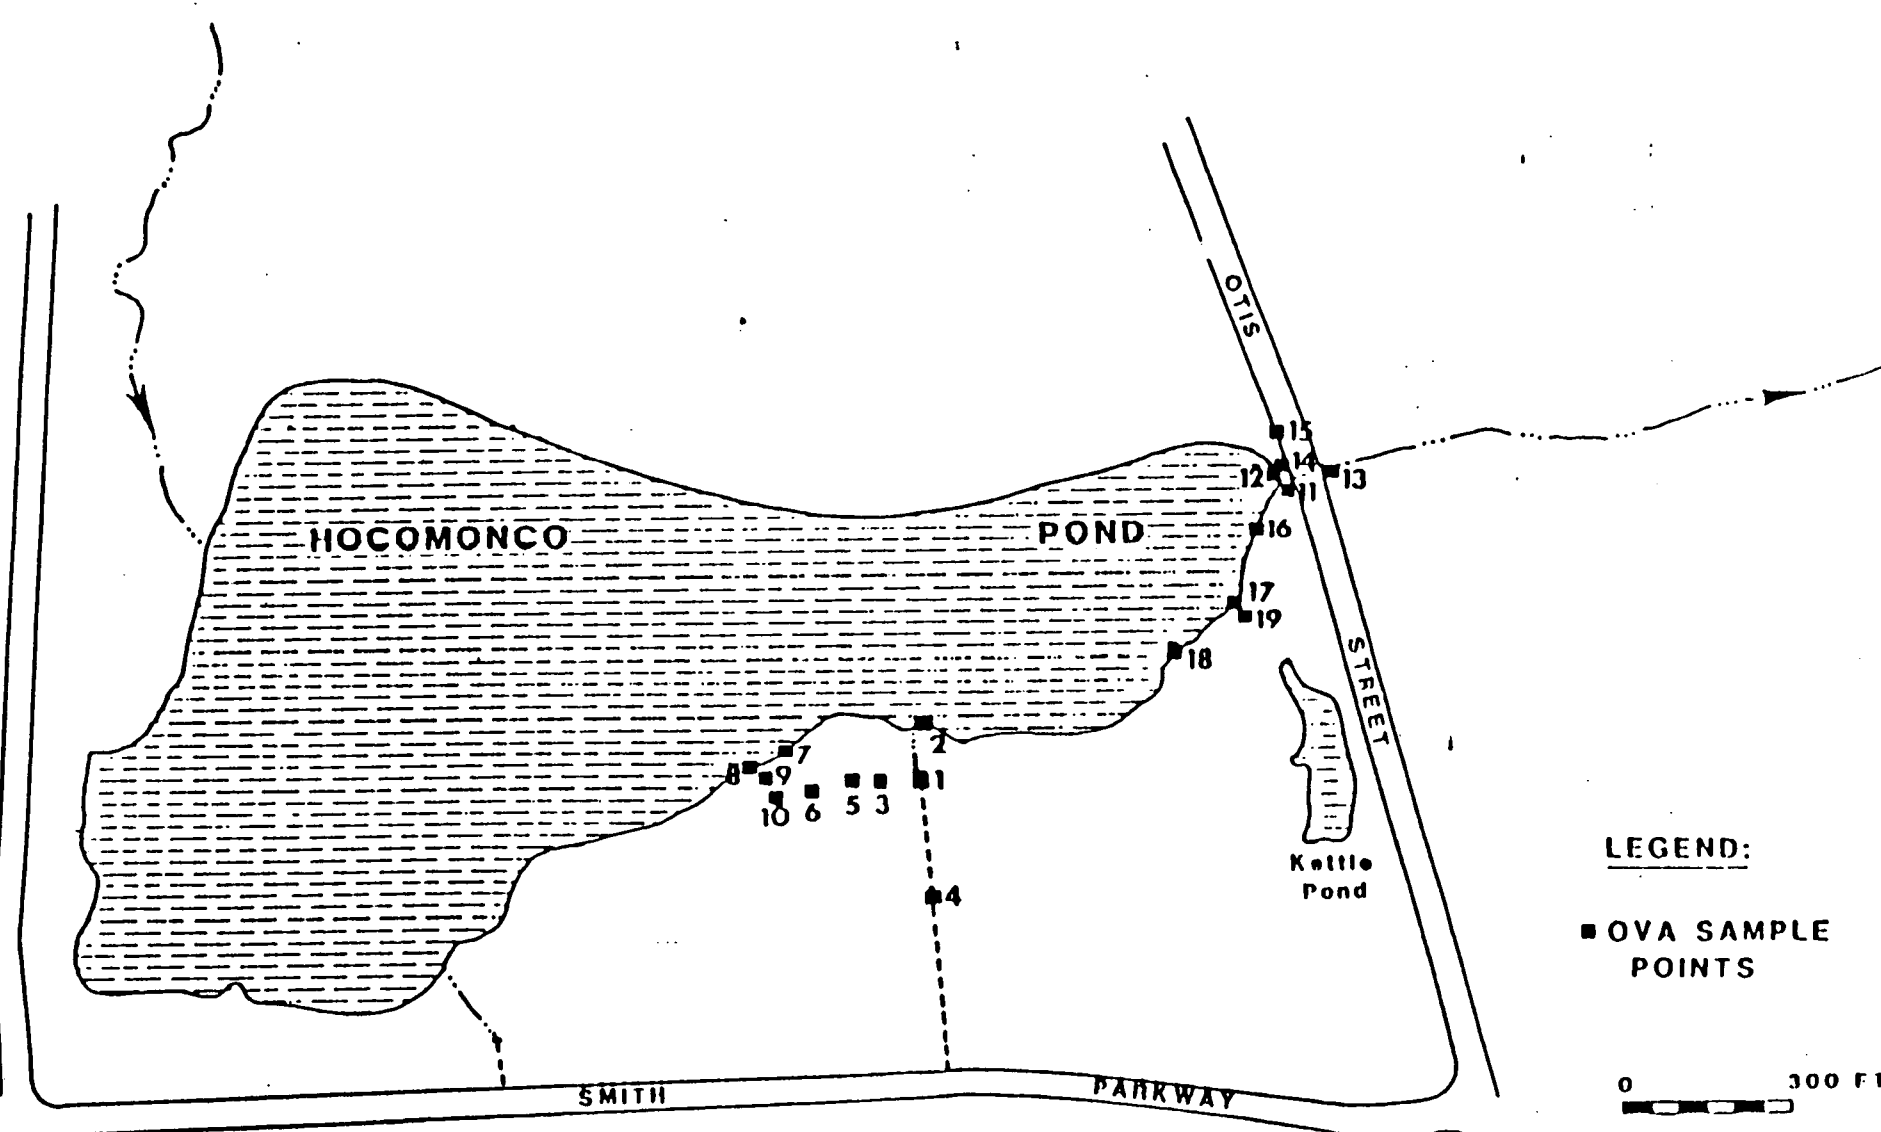 OTIS
15
14
12
13
11
HOCOMONCO POND
16
17
19
18
STREET
2
7
8
9
1
10
6
5
3
4
Kettle
Pond
LEGEND:
OVA SAMPLE
POINTS
0 300 FT
SMITH PARKWAY